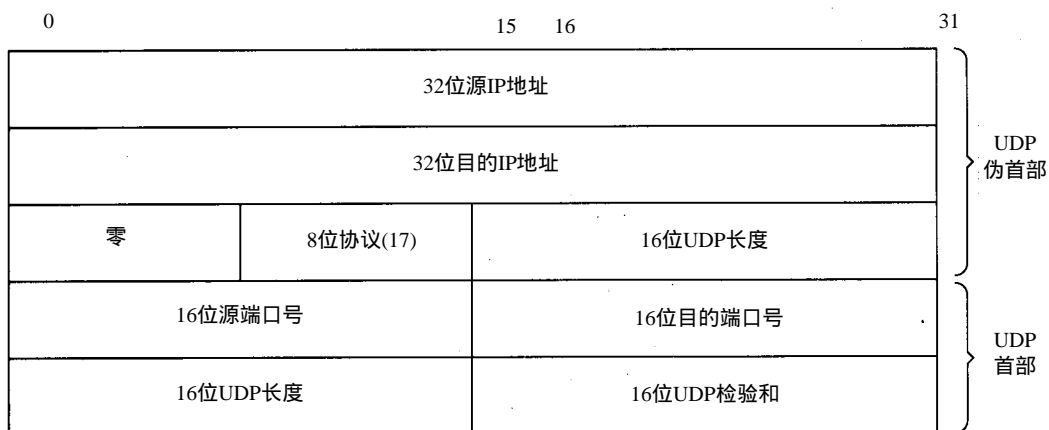 0 15 16 31
32位源IP地址
32位目的IP地址
UDP
伪首部
零 8位协议(17) 16位UDP长度
16位源端口号 16位目的端口号
UDP
首部
16位UDP长度 16位UDP检验和